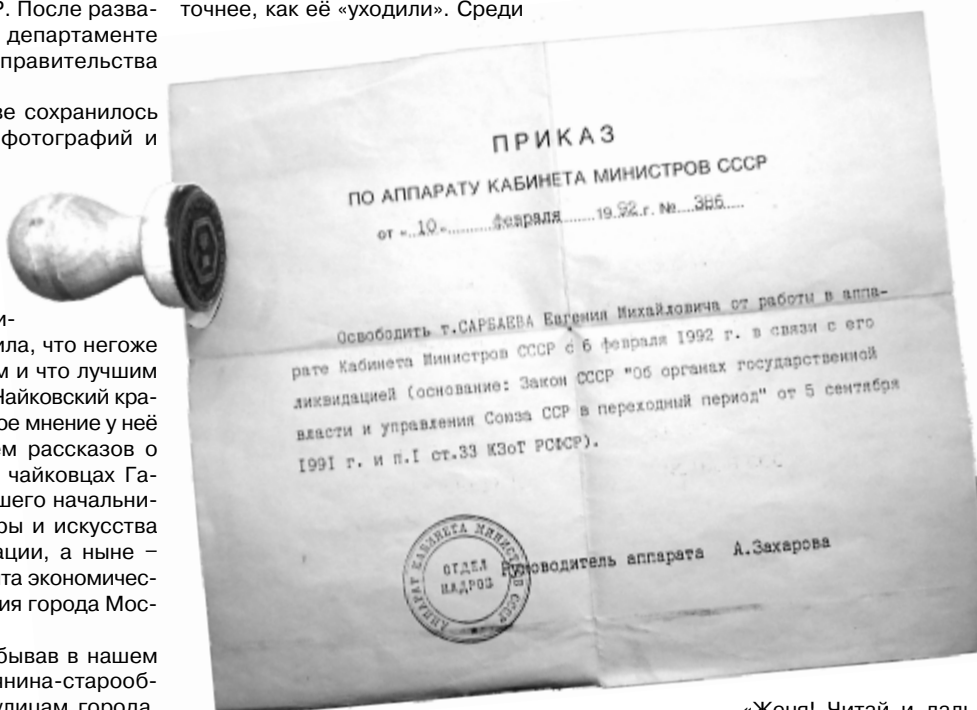 Р. После разва-
департаменте
правительства
ве сохранилось
фотографий и
и-
ила, что негоже
м и что лучшим
Чайковский кра-
ое мнение у неё
ем рассказов о
чайковцах Га-
шего начальни-
ры и искусства
ации, а ныне –
нта экономичес-
ия города Мос-
бывав в нашем
нина-старооб-
улицам города,
точнее, как её «уходили». Среди
ПРИКАЗ
ПО АППАРАТУ КАБИНЕТА МИНИСТРОВ СССР
от «10» февраля 1992 г. № 386
Освободить т.САРБАЕВА Евгения Михайловича от работы в аппа-
рате Кабинета Министров СССР с 6 февраля 1992 г. в связи с его
ликвидацией (основание: Закон СССР "Об органах государственной
власти и управления Союза ССР в переходный период" от 5 сентября
1991 г. и п.I ст.33 КЗоТ РСФСР).
АППАРАТ КАБИНЕТА МИНИСТРОВ СССР
ОТДЕЛ
КАДРОВ
Руководитель аппарата А.Захарова
«Женя! Читай и даль-